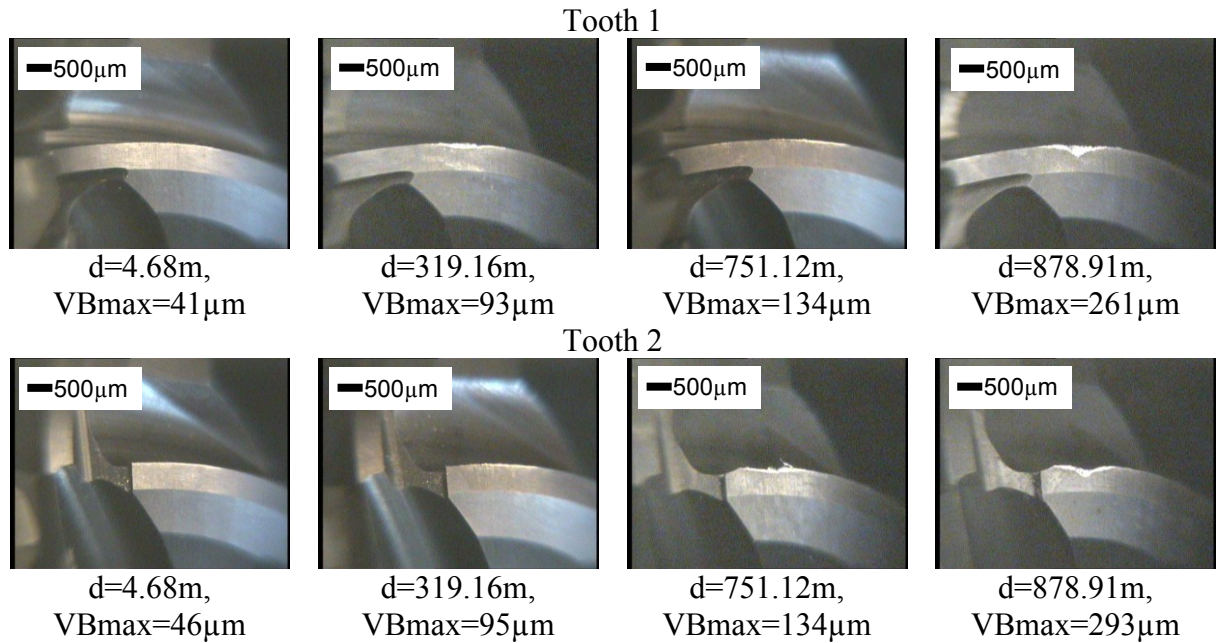 Tooth 1
500µm 500µm 500µm 500µm
d=4.68m, d=319.16m, d=751.12m, d=878.91m,
VBmax=41µm VBmax=93µm VBmax=134µm VBmax=261µm
Tooth 2
500µm 500µm 500µm 500µm
d=4.68m, d=319.16m, d=751.12m, d=878.91m,
VBmax=46µm VBmax=95µm VBmax=134µm VBmax=293µm